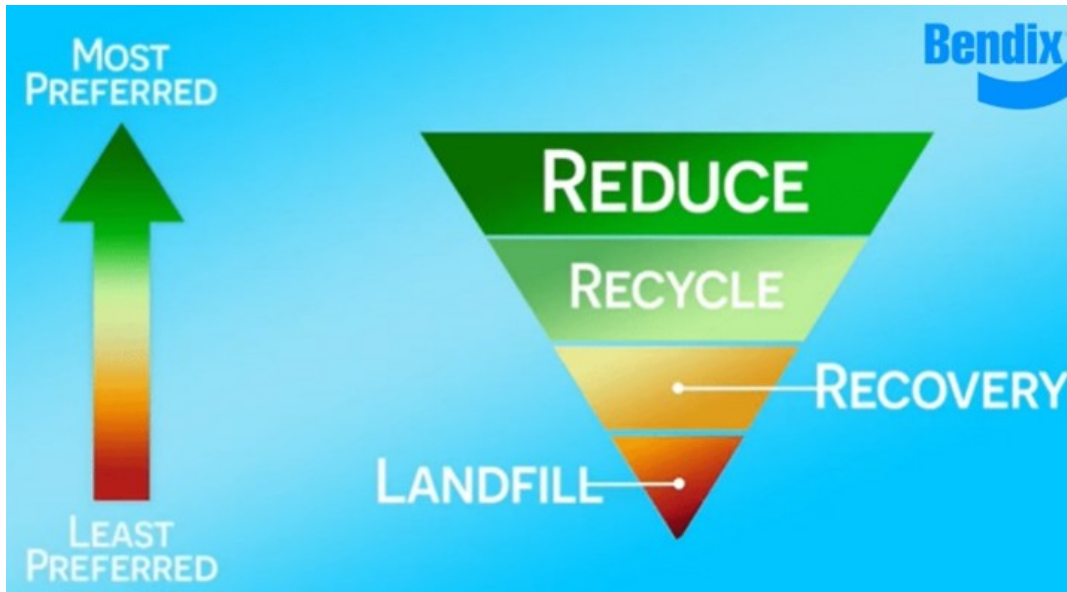 Bendix
MOST
PREFERRED
REDUCE
RECYCLE
RECOVERY
LANDFILL
LEAST
PREFERRED